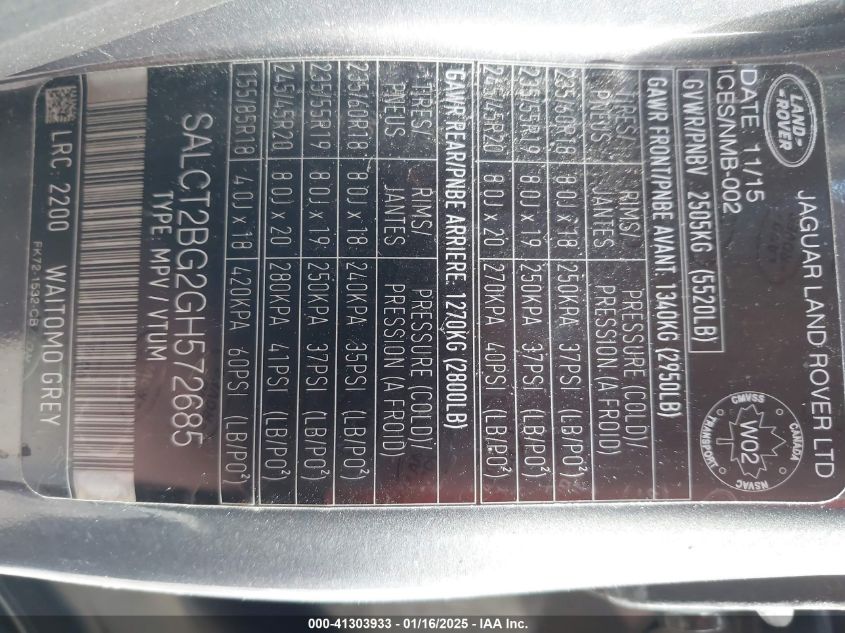 LAND-
ROVER
JAGUAR LAND ROVER LTD
DATE: 11/15
ICES/NMB-002
GVWR/PNBV 2505KG (5520LB)
CMVSS
CANADA
TRANSPORT
NSVAC
W02
GAWR FRONT/PNBE AVANT. 1340KG (2950LB)
TIRES/ RIMS/ PRESSURE (COLD)/
PNEUS JANTES PRESSION (A FROID)
235/60R18 8.0J x 18 250KPA 37PSI (LB/PO²)
235/55R19 8.0J x 19 250KPA 37PSI (LB/PO²)
245/45R20 8.0J x 20 270KPA 40PSI (LB/PO²)
GAWR REAR/PNBE ARRIERE. 1270KG (2800LB)
TIRES/ RIMS/ PRESSURE (COLD)/
PNEUS JANTES PRESSION (A FROID)
235/60R18 8.0J x 18 240KPA 35PSI (LB/PO²)
235/55R19 8.0J x 19 250KPA 37PSI (LB/PO²)
245/45R20 8.0J x 20 280KPA 41PSI (LB/PO²)
155/85R18 4.0J x 18 420KPA 60PSI (LB/PO²)
SALCT2BG2GH572685
TYPE: MPV / VTUM
LRC: 2200 WAITOMO GREY
FK72-1532-CB
000-41303933 - 01/16/2025 - IAA Inc.